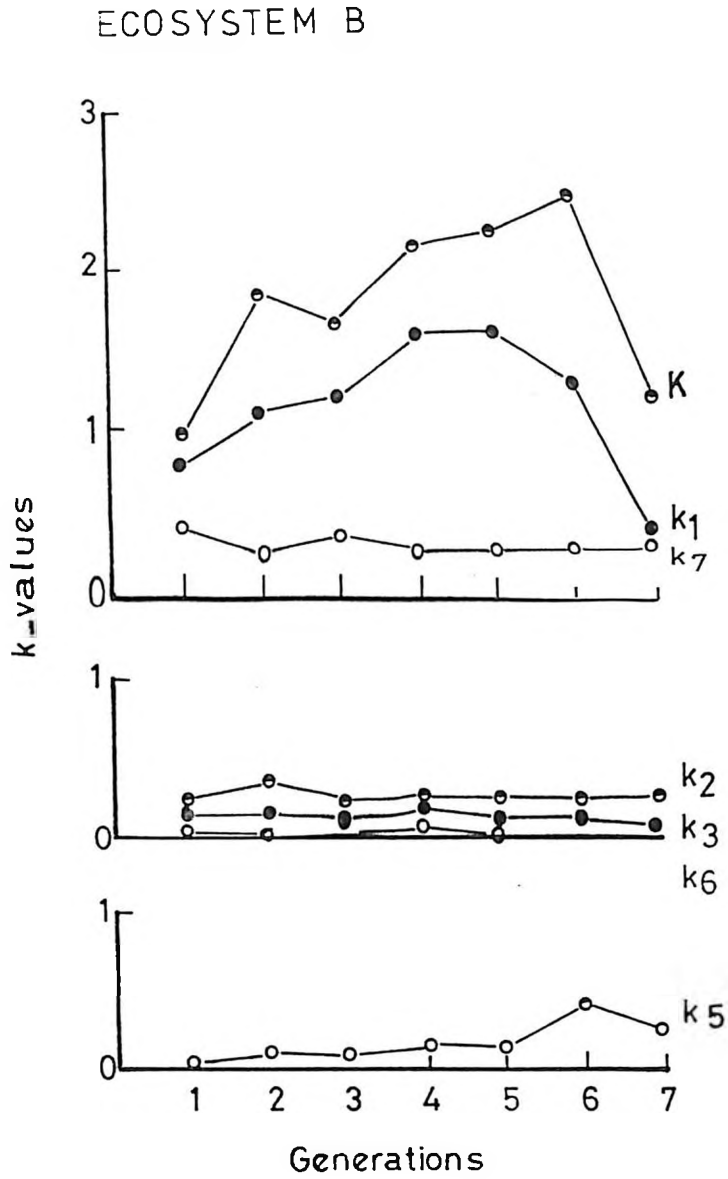 ECOSYSTEM B
3
2
1
0
K
k1
k7
k-values
1
0
k2
k3
k6
1
0
k5
1 2 3 4 5 6 7
Generations